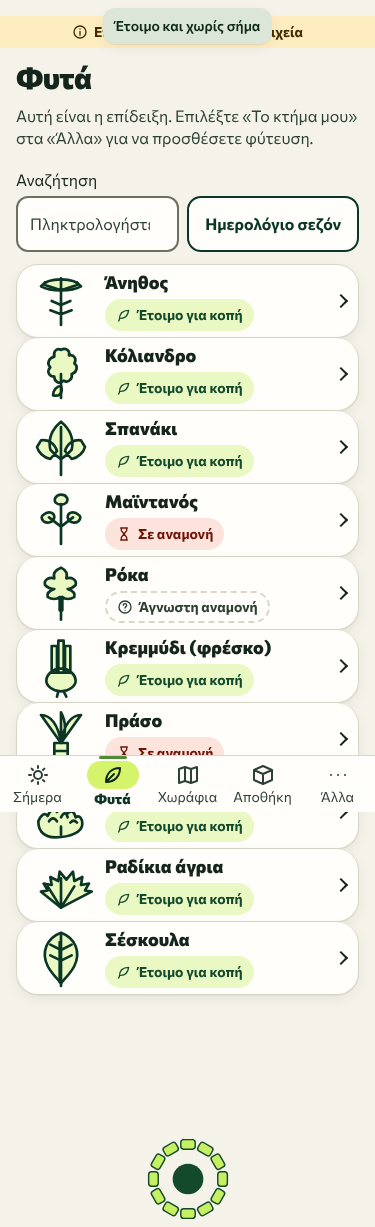 Έτοιμο και χωρίς σήμα
Φυτά
Αυτή είναι η επίδειξη. Επιλέξτε «Το κτήμα μου»
στα «Άλλα» για να προσθέσετε φύτευση.
Αναζήτηση
Ημερολόγιο σεζόν
Άνηθος
Έτοιμο για κοπή
Κόλιανδρο
Έτοιμο για κοπή
Σπανάκι
Έτοιμο για κοπή
Μαϊντανός
Σε αναμονή
Ρόκα
Άγνωστη αναμονή
Κρεμμύδι (φρέσκο)
Έτοιμο για κοπή
Πράσο
Σε αναμονή
Σήμερα
Φυτά
Χωράφια
Αποθήκη
Άλλα
Έτοιμο για κοπή
Ραδίκια άγρια
Έτοιμο για κοπή
Σέσκουλα
Έτοιμο για κοπή